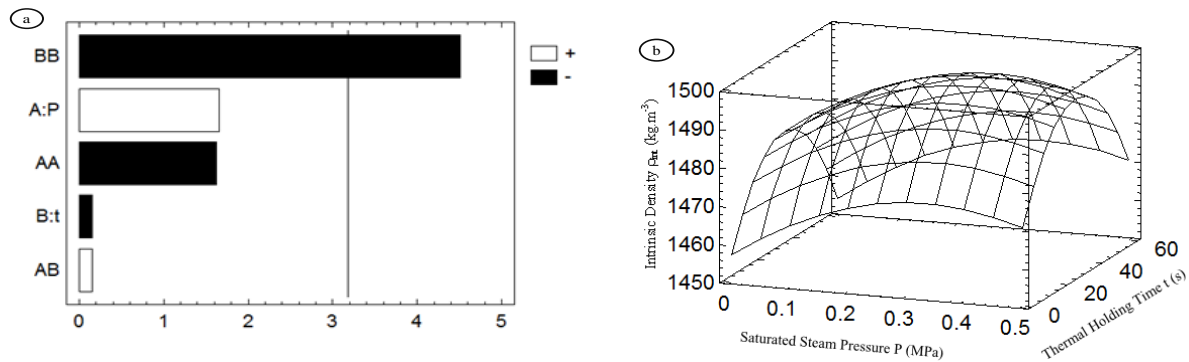 a
BB
A:P
AA
B:t
AB
0 1 2 3 4 5
+
-
b
1500
1490
1480
1470
1460
1450
Intrinsic Density ρInt (kg.m-3)
0 0.1 0.2 0.3 0.4 0.5
Saturated Steam Pressure P (MPa)
0 20 40 60
Thermal Holding Time t (s)